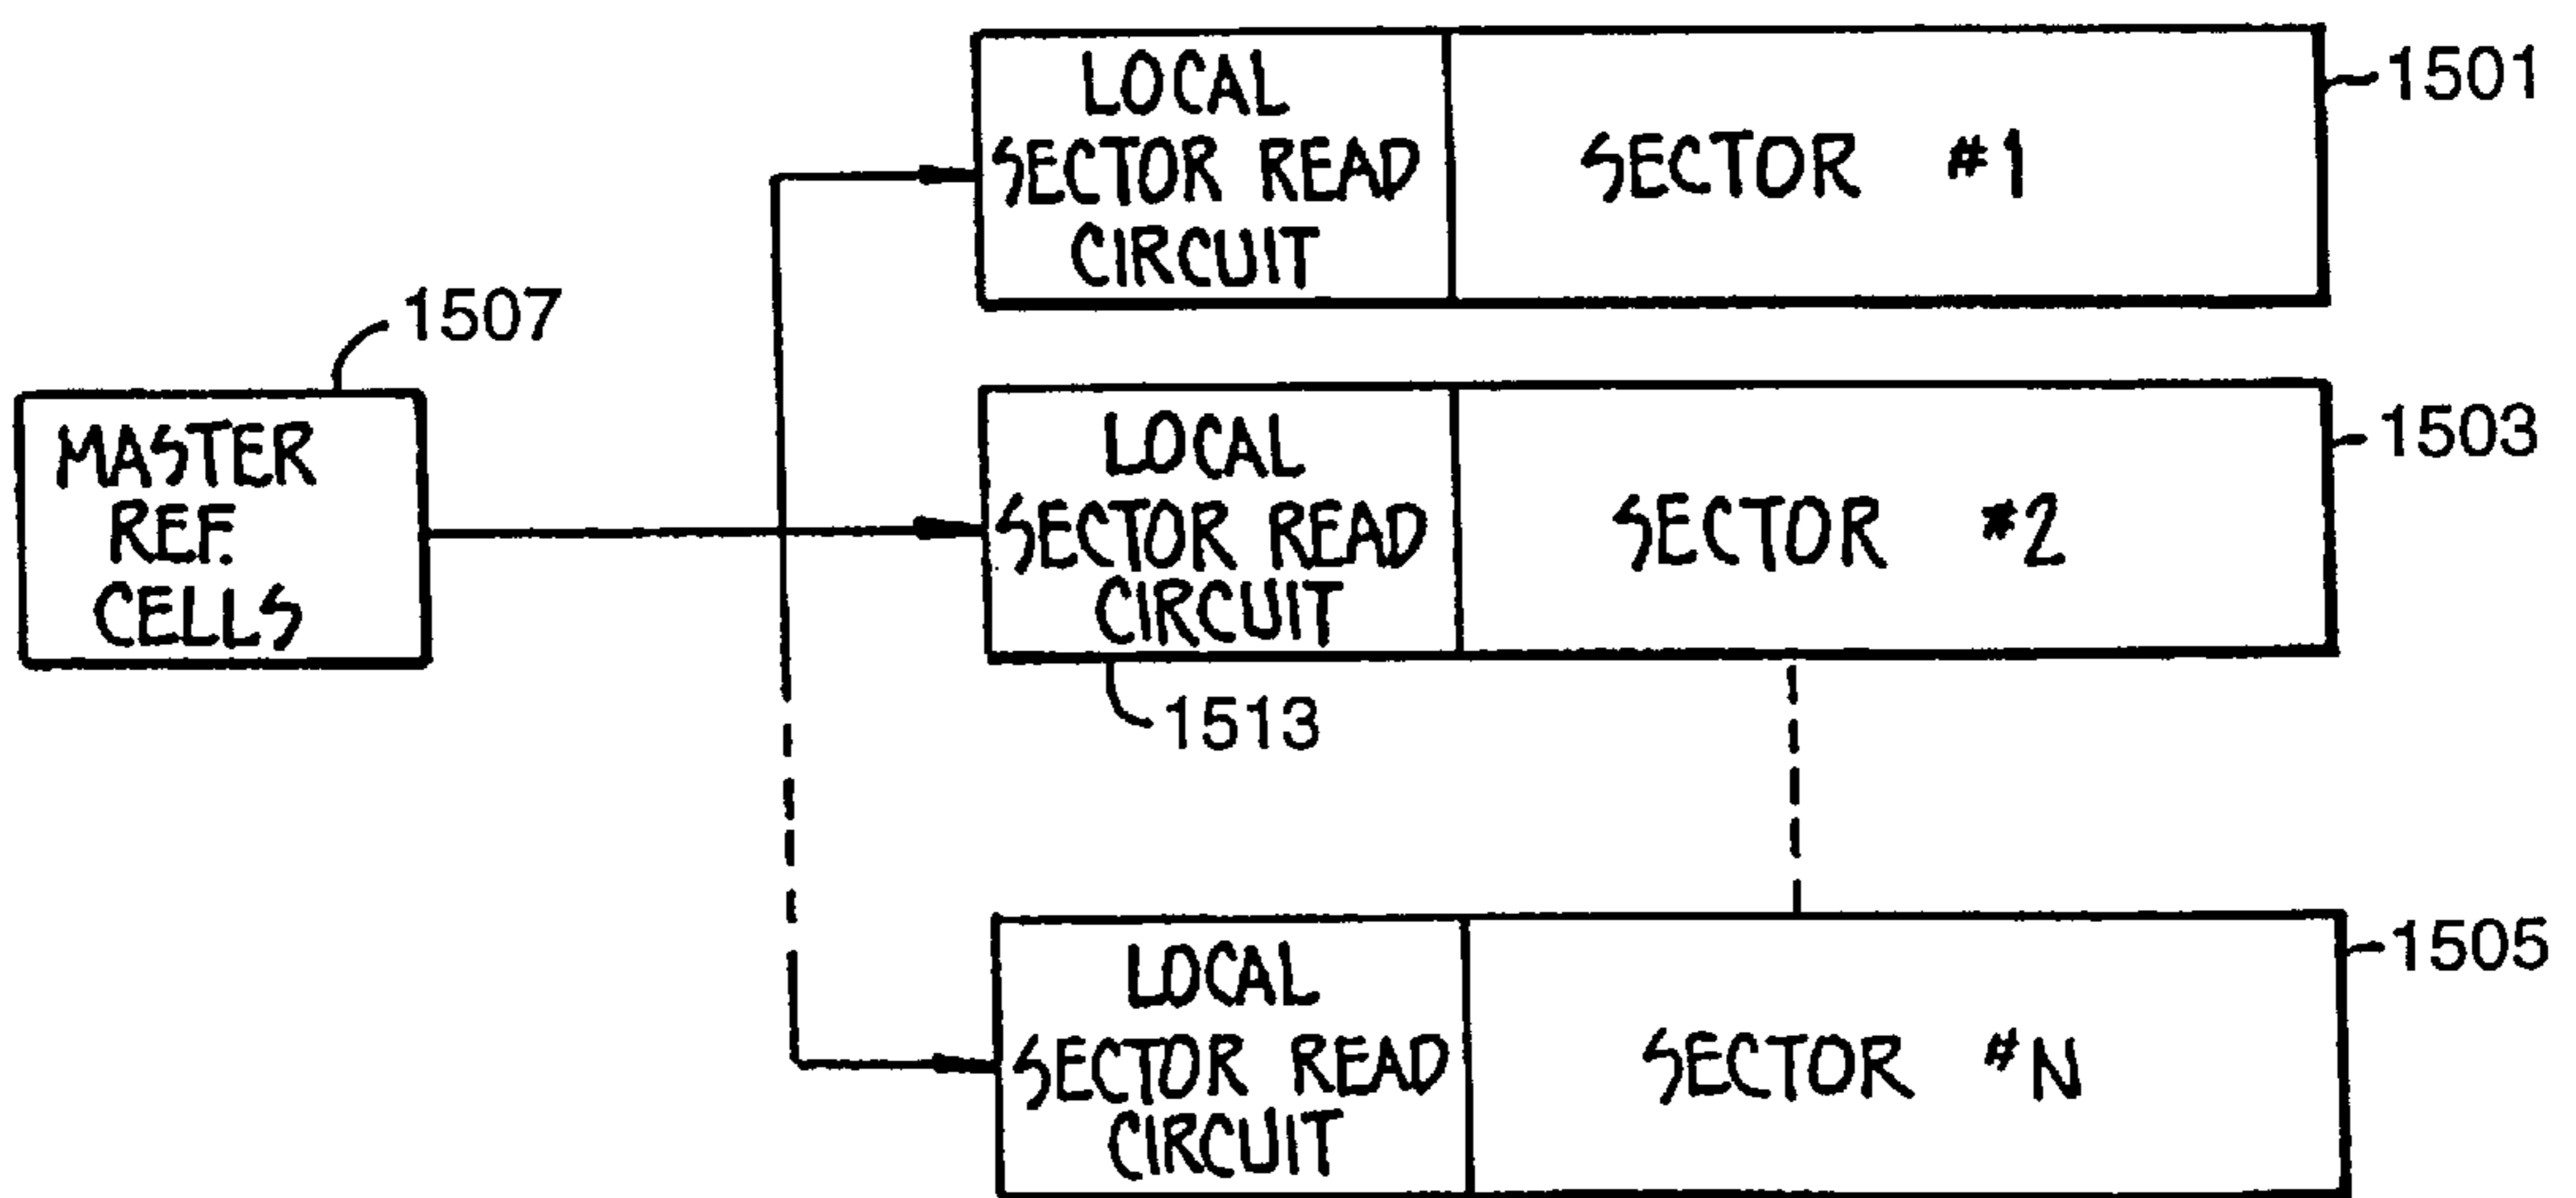 LOCAL
SECTOR READ
CIRCUIT
SECTOR #1
1501
1507
MASTER
REF.
CELLS
LOCAL
SECTOR READ
CIRCUIT
SECTOR #2
1503
1513
LOCAL
SECTOR READ
CIRCUIT
SECTOR #N
1505